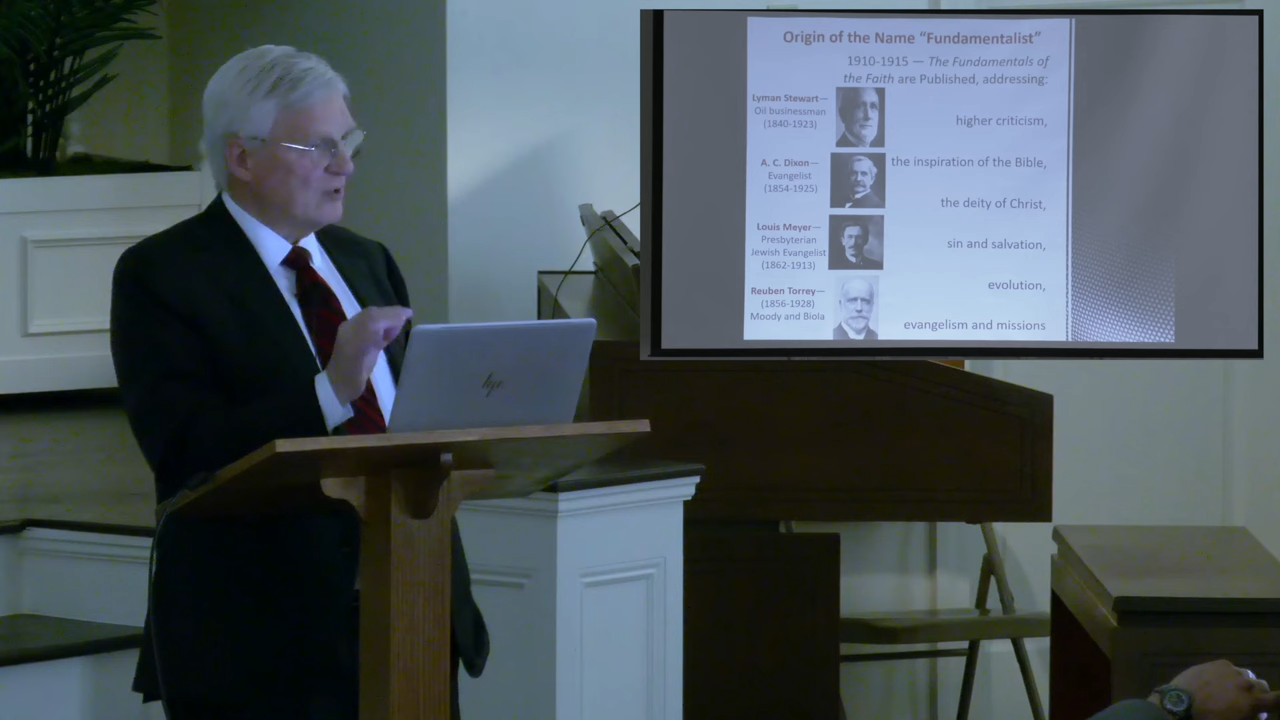 Origin of the Name “Fundamentalist”
1910-1915 — The Fundamentals of
the Faith are Published, addressing:
Lyman Stewart—
Oil businessman
(1840-1923)
higher criticism,
A. C. Dixon—
Evangelist
(1854-1925)
the inspiration of the Bible,
the deity of Christ,
Louis Meyer—
Presbyterian
Jewish Evangelist
(1862-1913)
sin and salvation,
evolution,
Reuben Torrey—
(1856-1928)
Moody and Biola
evangelism and missions
hp